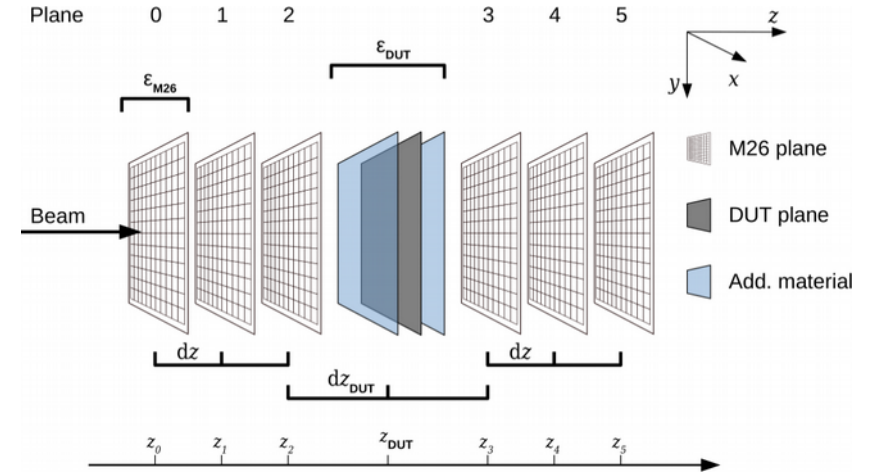 Plane 0 1 2 3 4 5 z
ε_DUT
x
y
ε_M26
M26 plane
Beam
DUT plane
Add. material
dz dz
dz_DUT
z_0 z_1 z_2 z_DUT z_3 z_4 z_5